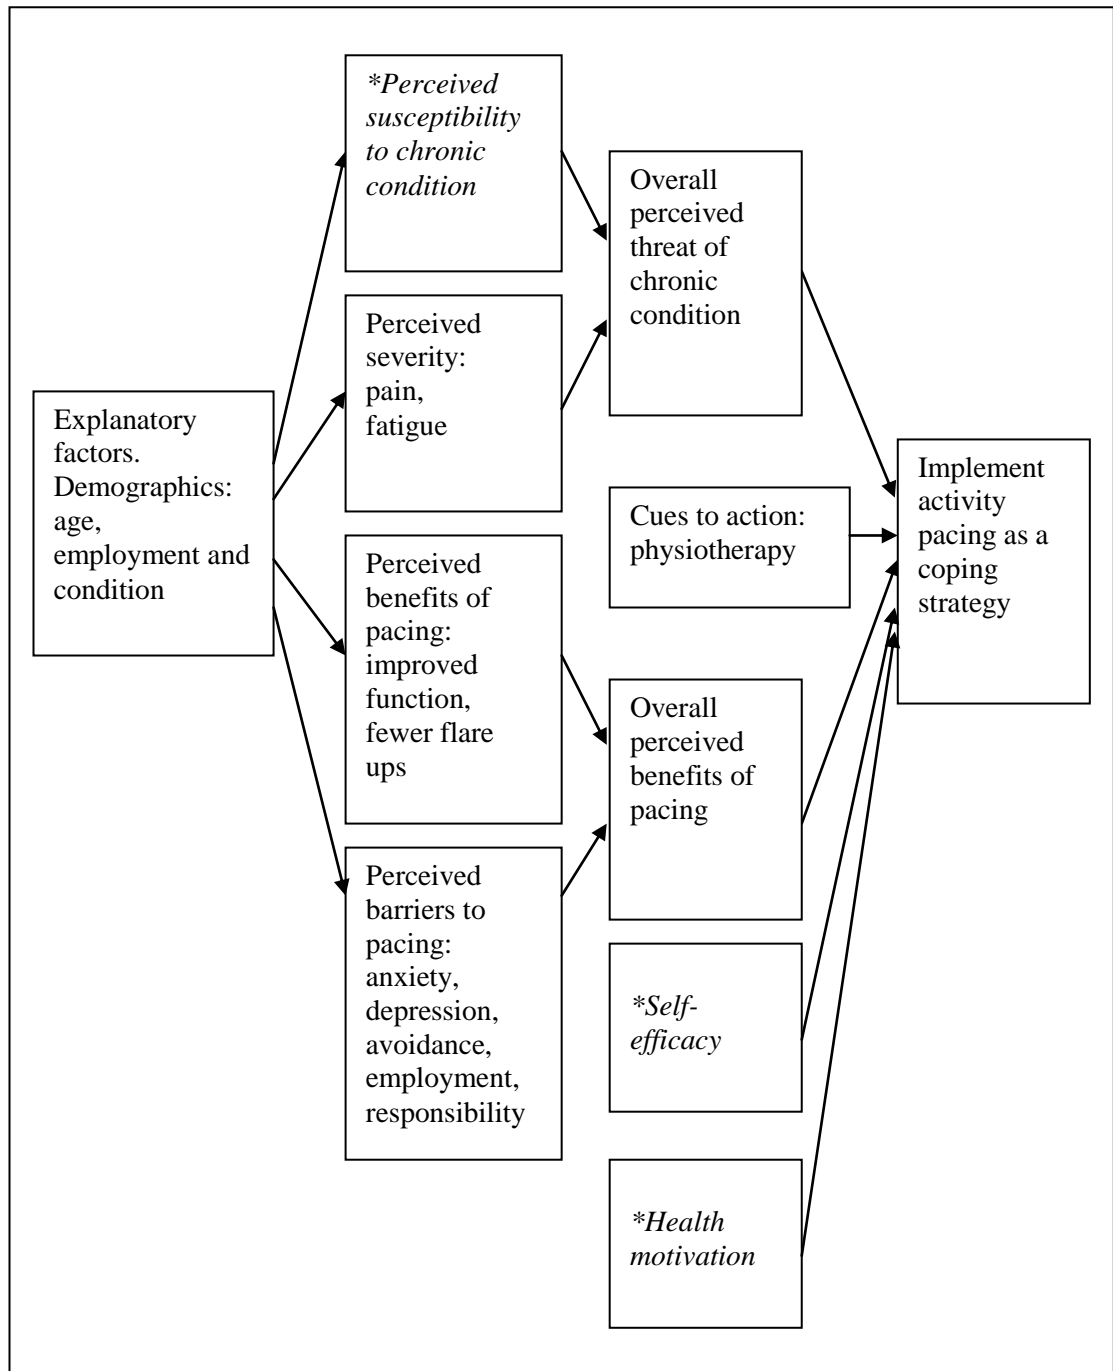 *Perceived
susceptibility
to chronic
condition
Overall
perceived
threat of
chronic
condition
Perceived
severity:
pain,
fatigue
Explanatory
factors.
Demographics:
age,
employment and
condition
Implement
activity
pacing as a
coping
strategy
Cues to action:
physiotherapy
Perceived
benefits of
pacing:
improved
function,
fewer flare
ups
Overall
perceived
benefits of
pacing
Perceived
barriers to
pacing:
anxiety,
depression,
avoidance,
employment,
responsibility
*Self-
efficacy
*Health
motivation